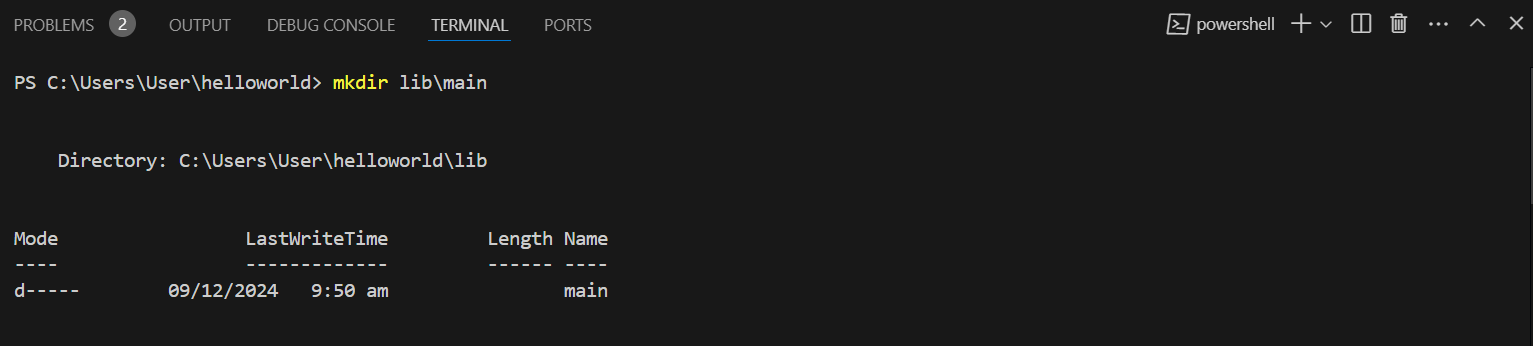 PROBLEMS 2 OUTPUT DEBUG CONSOLE TERMINAL PORTS powershell
PS C:\Users\User\helloworld> mkdir lib\main
Directory: C:\Users\User\helloworld\lib
Mode LastWriteTime Length Name
---- ------------- ------ ----
d----- 09/12/2024 9:50 am main